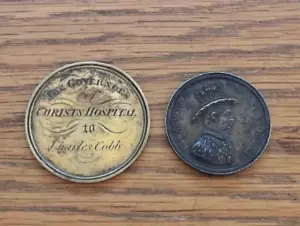 The Governors
of
CHRISTS HOSPITAL
to
Charles Cobb